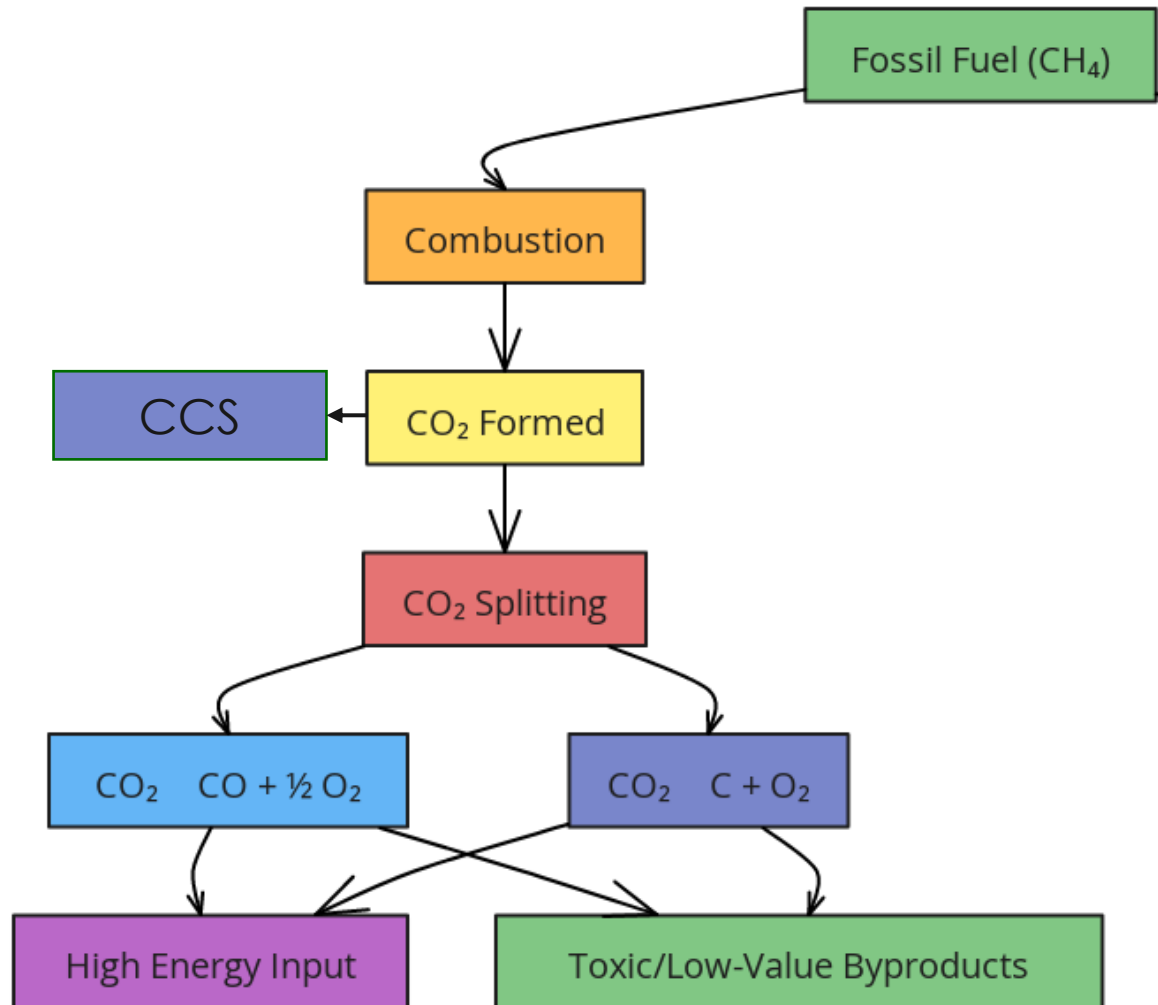 Fossil Fuel (CH₄)
Combustion
CCS
CO₂ Formed
CO₂ Splitting
CO₂ CO + ½ O₂
CO₂ C + O₂
High Energy Input
Toxic/Low-Value Byproducts